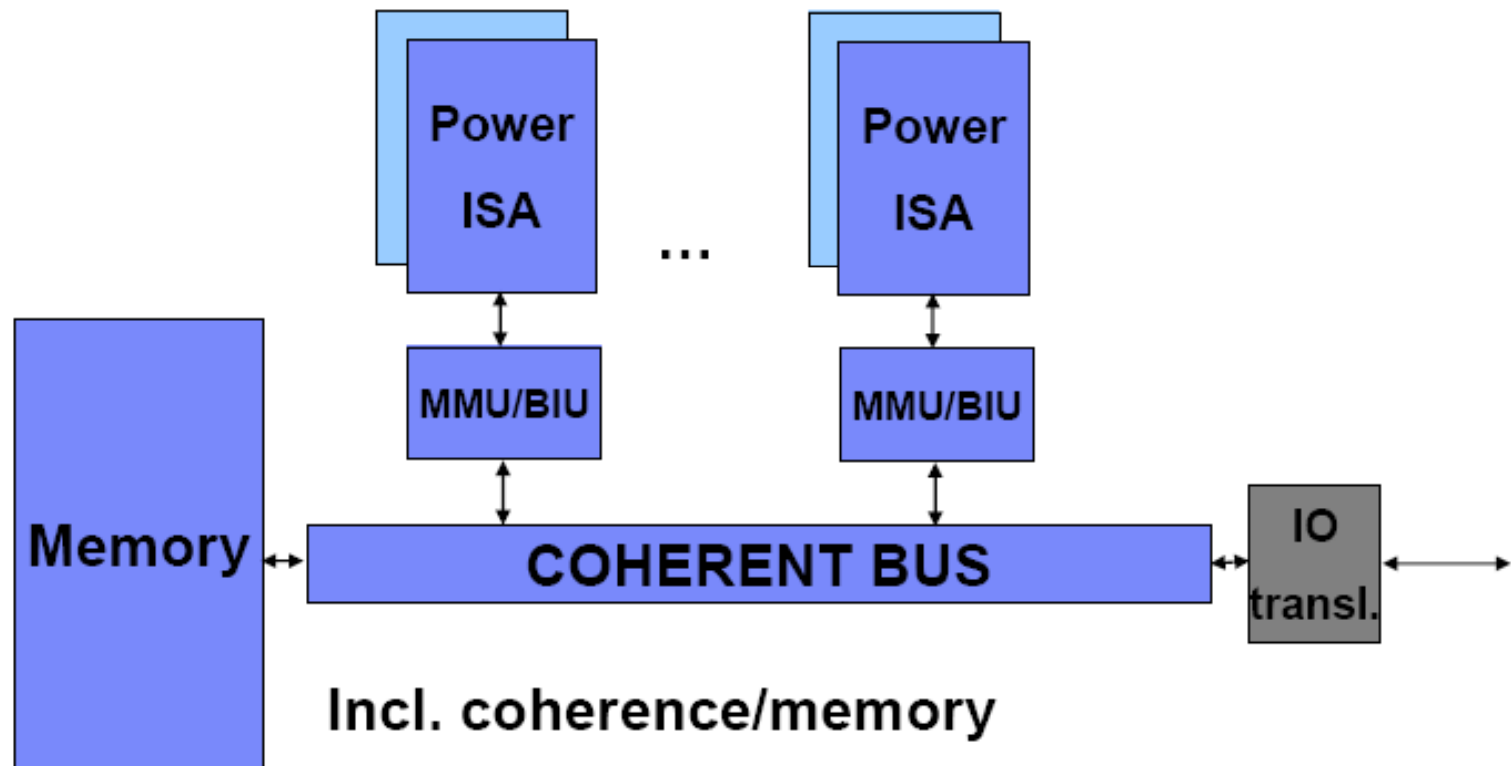 Power
ISA
...
Power
ISA
MMU/BIU
MMU/BIU
Memory
COHERENT BUS
IO
transl.
Incl. coherence/memory